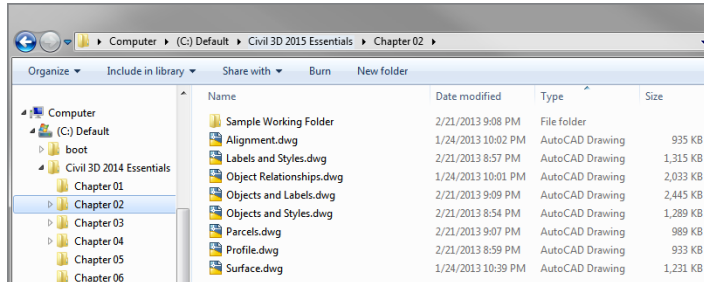 Computer (C:) Default Civil 3D 2015 Essentials Chapter 02
Organize Include in library Share with Burn New folder
Name Date modified Type Size
Computer
(C:) Default
boot
Civil 3D 2014 Essentials
Chapter 01
Chapter 02
Chapter 03
Chapter 04
Chapter 05
Chapter 06
Sample Working Folder 2/21/2013 9:08 PM File folder
Alignment.dwg 1/24/2013 10:02 PM AutoCAD Drawing 935 KB
Labels and Styles.dwg 2/21/2013 8:57 PM AutoCAD Drawing 1,315 KB
Object Relationships.dwg 1/24/2013 10:01 PM AutoCAD Drawing 2,033 KB
Objects and Labels.dwg 2/21/2013 9:09 PM AutoCAD Drawing 2,445 KB
Objects and Styles.dwg 2/21/2013 8:54 PM AutoCAD Drawing 1,289 KB
Parcels.dwg 2/21/2013 9:07 PM AutoCAD Drawing 989 KB
Profile.dwg 2/21/2013 8:59 PM AutoCAD Drawing 933 KB
Surface.dwg 1/24/2013 10:39 PM AutoCAD Drawing 1,231 KB